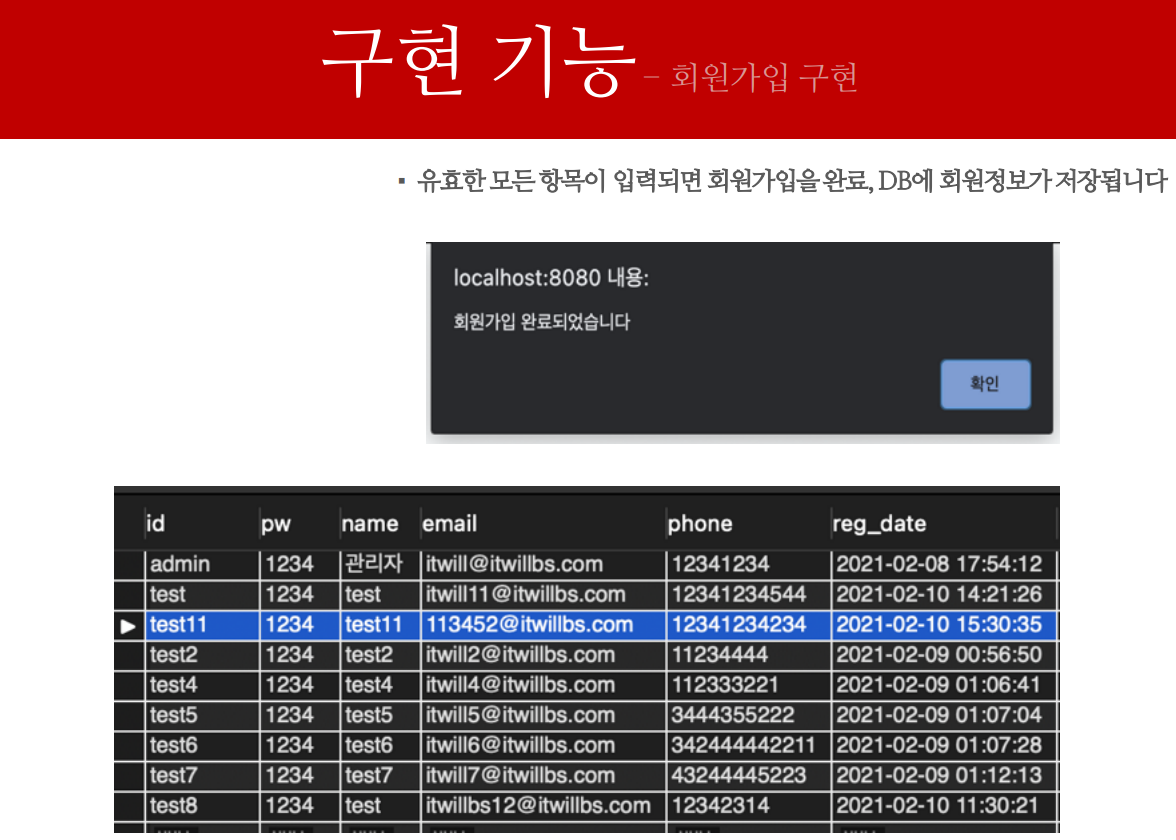 구현 기능 - 회원가입 구현
▪ 유효한 모든 항목이 입력되면 회원가입을 완료, DB에 회원정보가 저장됩니다
localhost:8080 내용:
회원가입 완료되었습니다
확인
id pw name email phone reg_date
admin 1234 관리자 itwill@itwillbs.com 12341234 2021-02-08 17:54:12
test 1234 test itwill11@itwillbs.com 12341234544 2021-02-10 14:21:26
test11 1234 test11 113452@itwillbs.com 12341234234 2021-02-10 15:30:35
test2 1234 test2 itwill2@itwillbs.com 11234444 2021-02-09 00:56:50
test4 1234 test4 itwill4@itwillbs.com 112333221 2021-02-09 01:06:41
test5 1234 test5 itwill5@itwillbs.com 3444355222 2021-02-09 01:07:04
test6 1234 test6 itwill6@itwillbs.com 342444442211 2021-02-09 01:07:28
test7 1234 test7 itwill7@itwillbs.com 43244445223 2021-02-09 01:12:13
test8 1234 test itwillbs12@itwillbs.com 12342314 2021-02-10 11:30:21